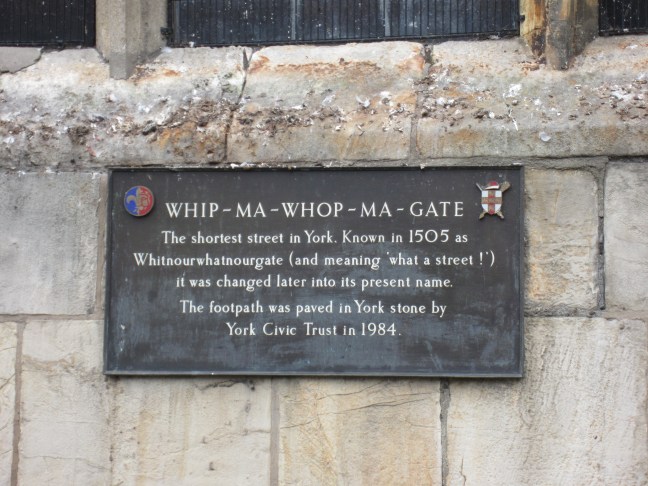 WHIP-MA-WHOP-MA-GATE
The shortest street in York. Known in 1505 as
Whitnourwhatnourgate (and meaning 'what a street !')
it was changed later into its present name.
The footpath was paved in York stone by
York Civic Trust in 1984.